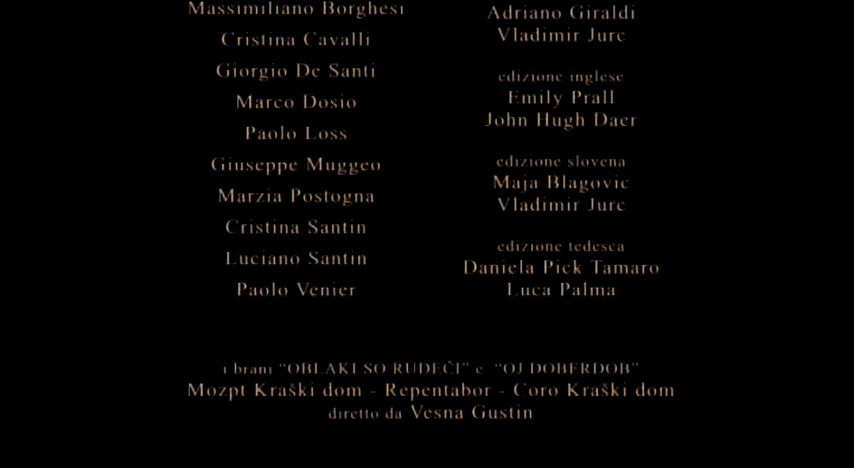 Massimiliano Borghesi
Cristina Cavalli
Giorgio De Santi
Marco Dosio
Paolo Loss
Giuseppe Muggeo
Marzia Postogna
Cristina Santin
Luciano Santin
Paolo Venier
Adriano Giraldi
Vladimir Jurc
edizione inglese
Emily Prall
John Hugh Daer
edizione slovena
Maja Blagovic
Vladimir Jurc
edizione tedesca
Daniela Pick Tamaro
Luca Palma
i brani “OBLAKI SO RUDEČI” e “OJ DOBERDOB”
Mozpt Kraški dom - Repentabor - Coro Kraški dom
diretto da Vesna Gustin